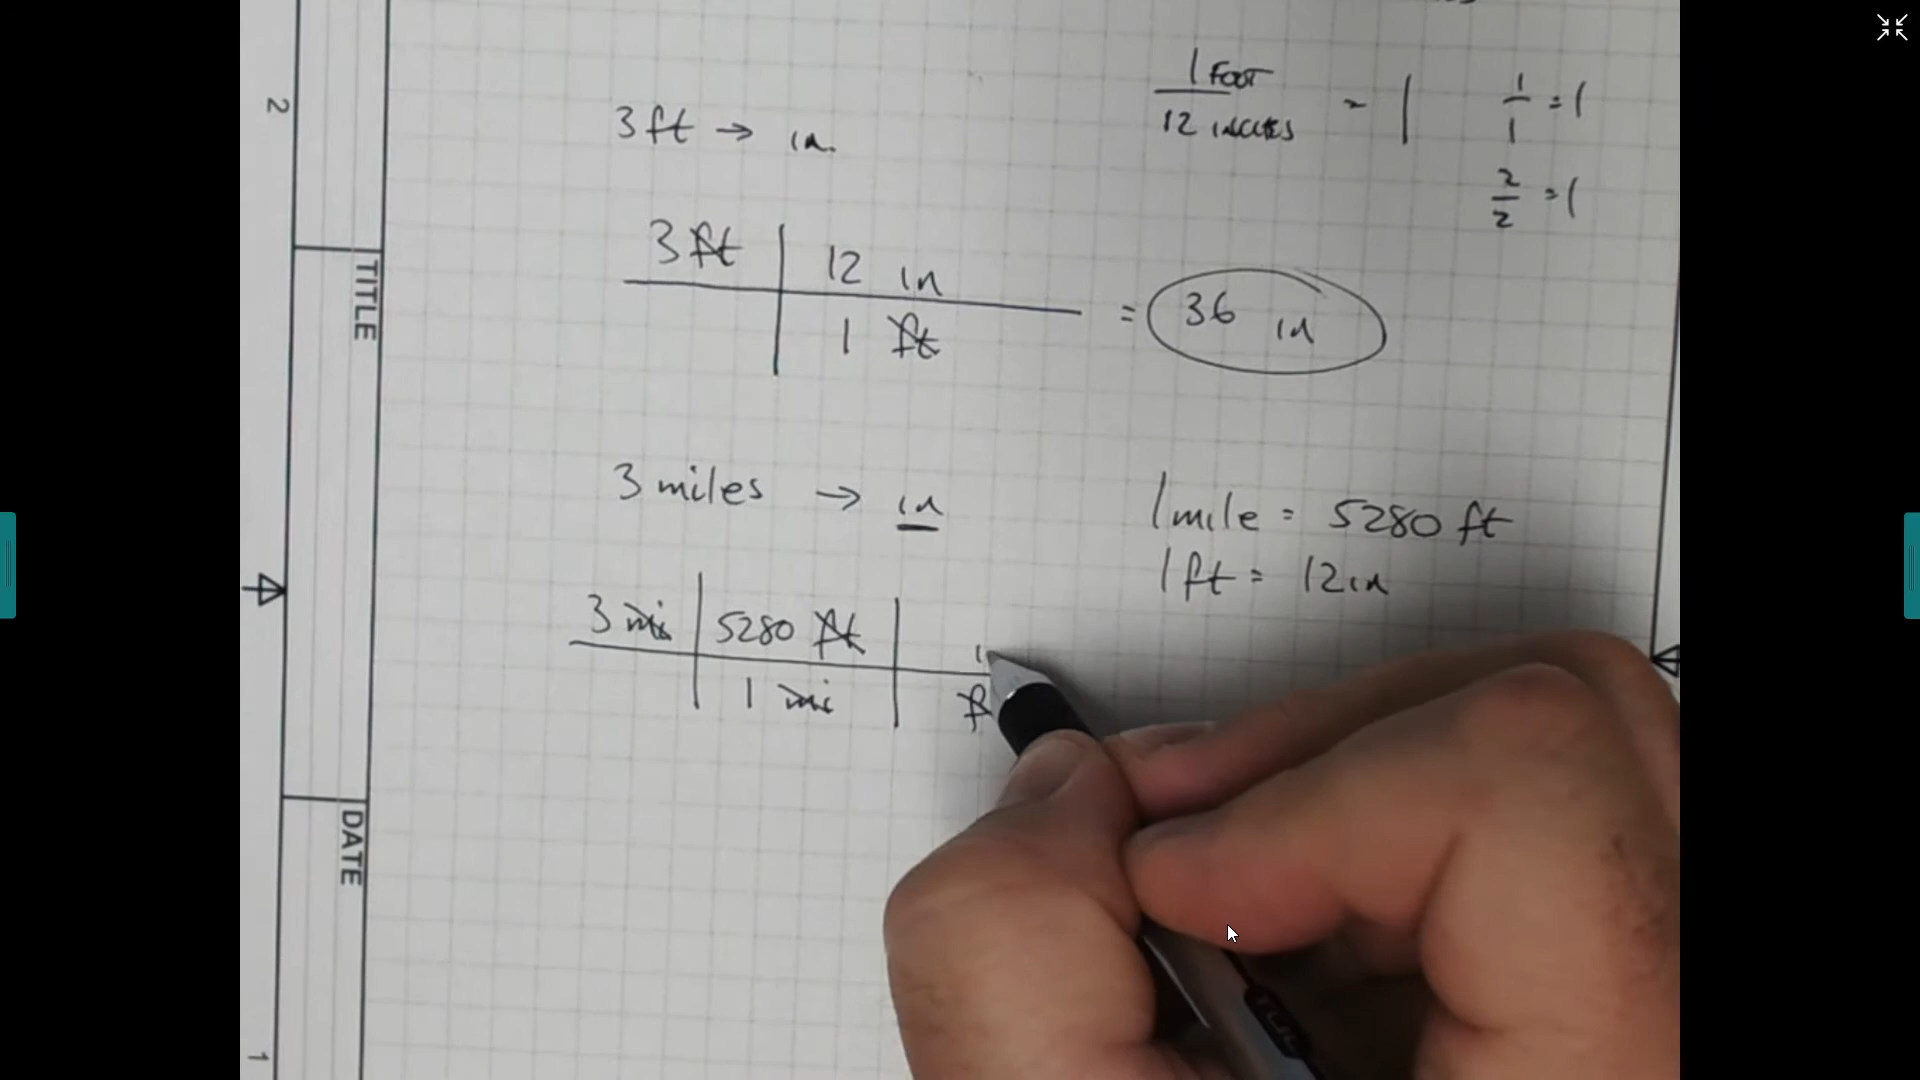 1 FOOT
12 INCHES
= 1
1
1
= 1
2
2
= 1
3 ft → in.
3 ft | 12 in
1 ft
= 36 in
3 miles → in
1 mile = 5280 ft
1 ft = 12 in
3 mi | 5280 ft |
1 mi
2
TITLE
DATE
1